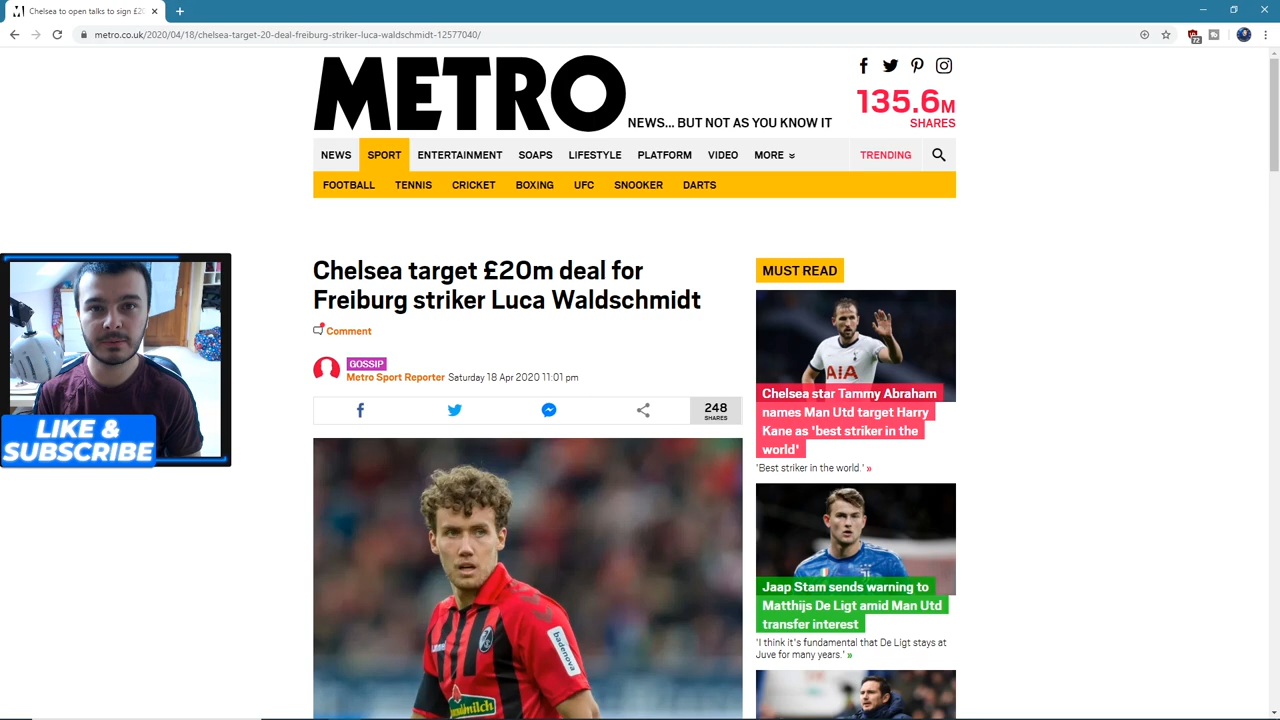 Chelsea to open talks to sign £20
metro.co.uk/2020/04/18/chelsea-target-20-deal-freiburg-striker-luca-waldschmidt-12577040/
72
METRO
NEWS... BUT NOT AS YOU KNOW IT
135.6M
SHARES
NEWS SPORT ENTERTAINMENT SOAPS LIFESTYLE PLATFORM VIDEO MORE TRENDING
FOOTBALL TENNIS CRICKET BOXING UFC SNOOKER DARTS
Chelsea target £20m deal for
Freiburg striker Luca Waldschmidt
Comment
GOSSIP
Metro Sport Reporter Saturday 18 Apr 2020 11:01 pm
248
SHARES
badenova
MUST READ
AIA
Chelsea star Tammy Abraham
names Man Utd target Harry
Kane as 'best striker in the
world'
'Best striker in the world.' »
Jaap Stam sends warning to
Matthijs De Ligt amid Man Utd
transfer interest
'I think it's fundamental that De Ligt stays at
Juve for many years.' »
LIKE &
SUBSCRIBE